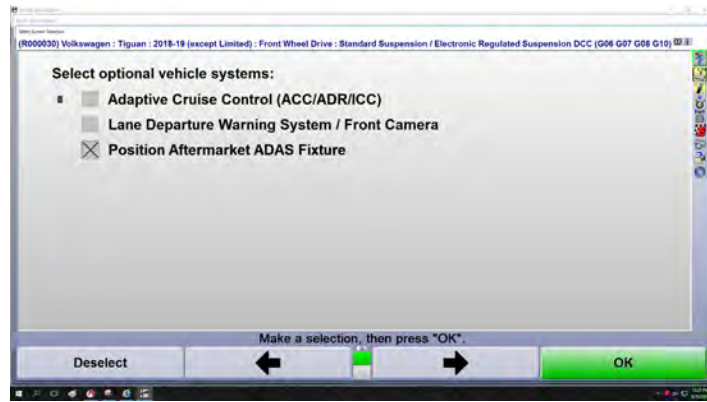 (R000030) Volkswagen : Tiguan : 2018-19 (except Limited) : Front Wheel Drive : Standard Suspension / Electronic Regulated Suspension DCC (G06 G07 G08 G10)
Select optional vehicle systems:
Adaptive Cruise Control (ACC/ADR/ICC)
Lane Departure Warning System / Front Camera
Position Aftermarket ADAS Fixture
Make a selection, then press "OK".
Deselect
OK